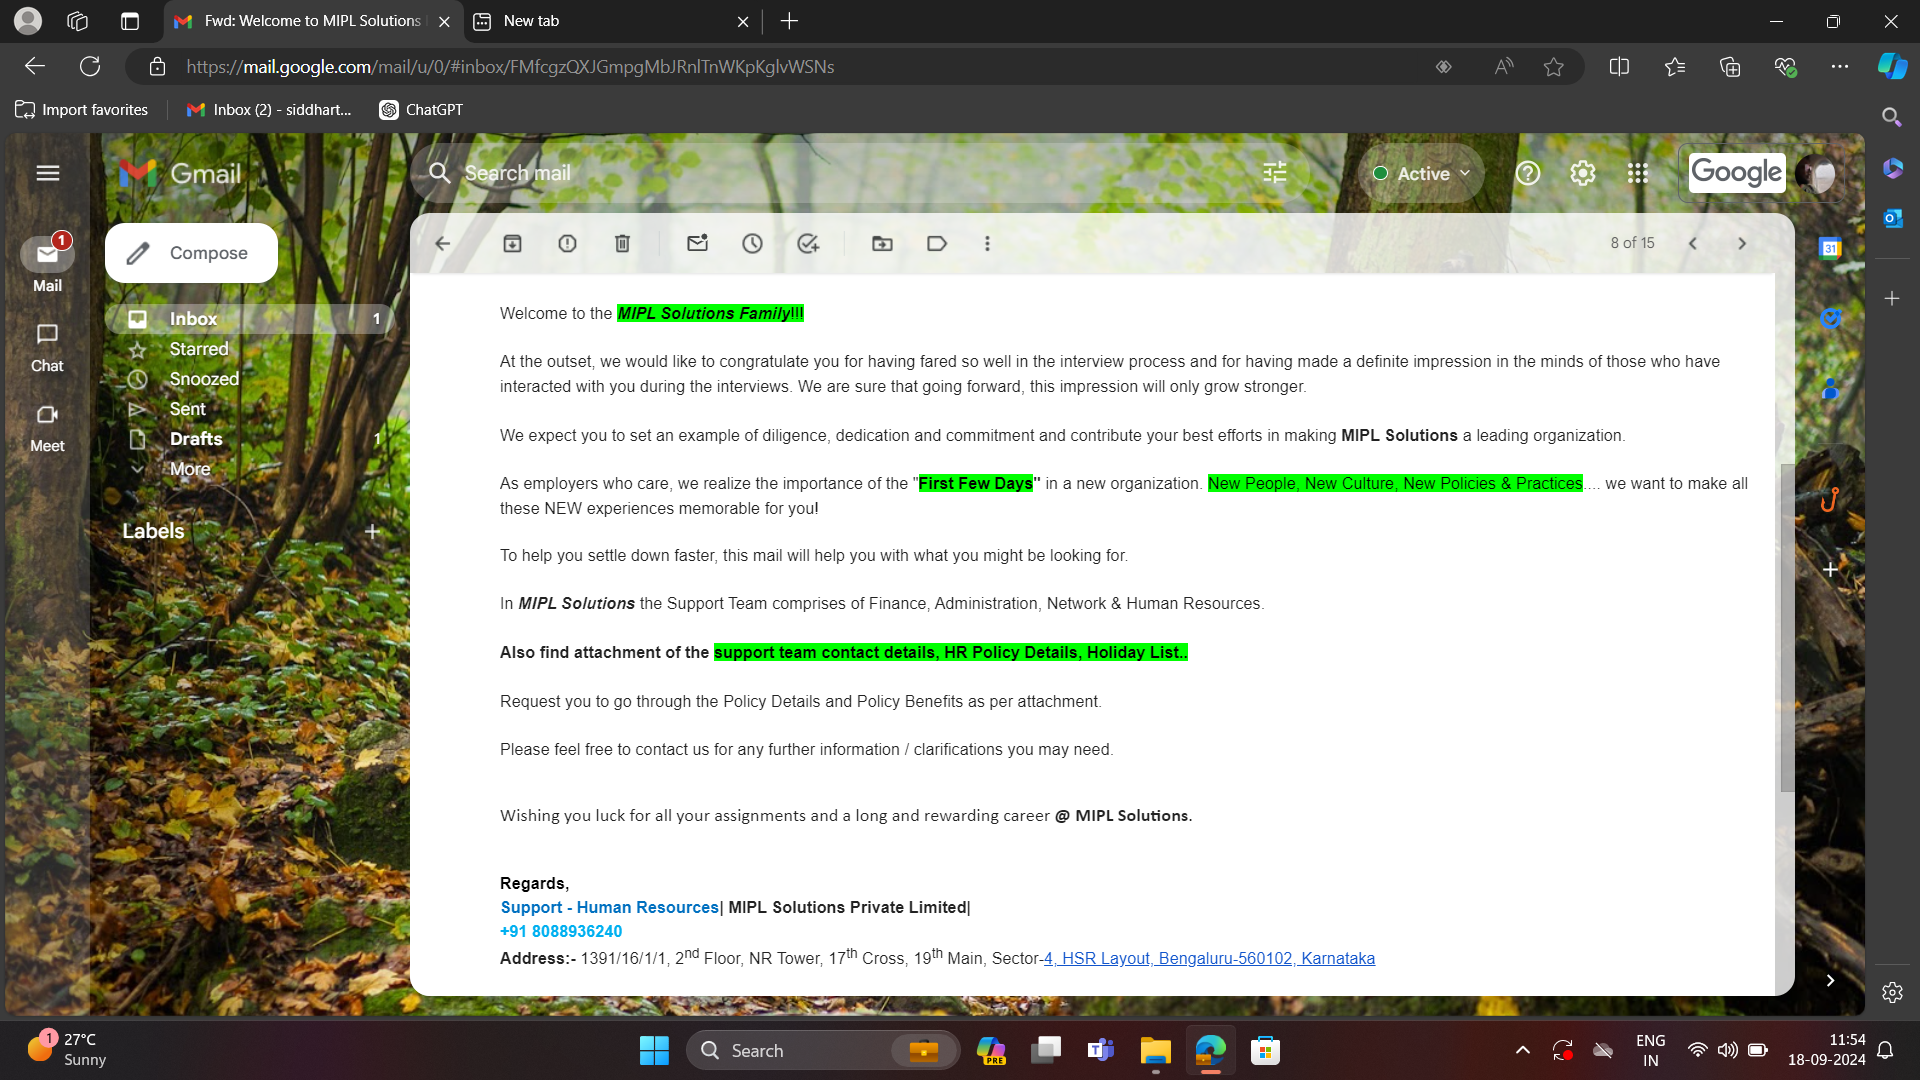 Fwd: Welcome to MIPL Solutions
New tab
https://mail.google.com/mail/u/0/#inbox/FMfcgzQXJGmpgMbJRnlTnWKpKglvWSNs
Import favorites
Inbox (2) - siddhart...
ChatGPT
Gmail
Search mail
Active
Google
1
Mail
Compose
8 of 15
31
Inbox 1
Starred
Chat
Snoozed
Sent
Drafts 1
Meet
More
Labels
Welcome to the MIPL Solutions Family!!!
At the outset, we would like to congratulate you for having fared so well in the interview process and for having made a definite impression in the minds of those who have
interacted with you during the interviews. We are sure that going forward, this impression will only grow stronger.
We expect you to set an example of diligence, dedication and commitment and contribute your best efforts in making MIPL Solutions a leading organization.
As employers who care, we realize the importance of the "First Few Days" in a new organization. New People, New Culture, New Policies & Practices.... we want to make all
these NEW experiences memorable for you!
To help you settle down faster, this mail will help you with what you might be looking for.
In MIPL Solutions the Support Team comprises of Finance, Administration, Network & Human Resources.
Also find attachment of the support team contact details, HR Policy Details, Holiday List..
Request you to go through the Policy Details and Policy Benefits as per attachment.
Please feel free to contact us for any further information / clarifications you may need.
Wishing you luck for all your assignments and a long and rewarding career @ MIPL Solutions.
Regards,
Support - Human Resources| MIPL Solutions Private Limited|
+91 8088936240
Address:- 1391/16/1/1, 2nd Floor, NR Tower, 17th Cross, 19th Main, Sector-4, HSR Layout, Bengaluru-560102, Karnataka
1
27°C
Sunny
Search
PRE
ENG
IN
11:54
18-09-2024